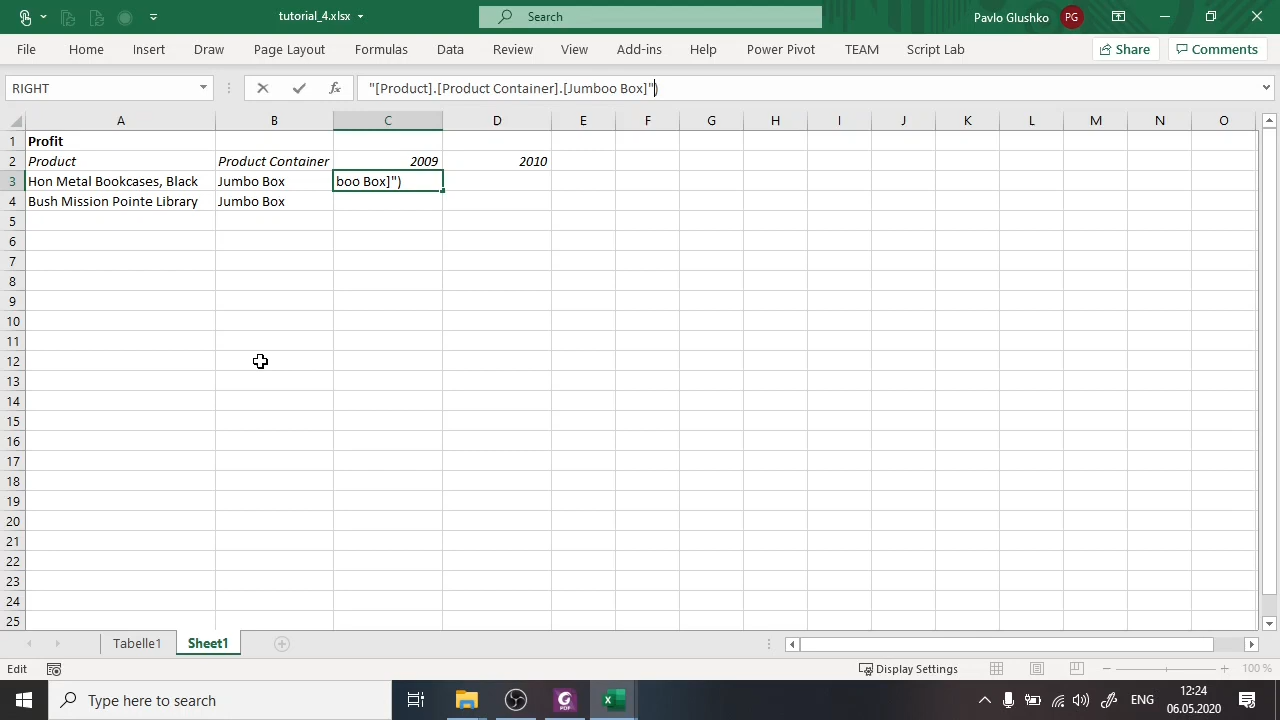 tutorial_4.xlsx
Search
Pavlo Glushko
PG
File Home Insert Draw Page Layout Formulas Data Review View Add-ins Help Power Pivot TEAM Script Lab Share Comments
RIGHT
fx
"[Product].[Product Container].[Jumboo Box]")
A B C D E F G H I J K L M N O
1 Profit
2 Product Product Container 2009 2010
3 Hon Metal Bookcases, Black Jumbo Box boo Box]")
4 Bush Mission Pointe Library Jumbo Box
5
6
7
8
9
10
11
12
13
14
15
16
17
18
19
20
21
22
23
24
25
Tabelle1 Sheet1
Edit Display Settings 100 %
Type here to search
PDF
ENG
12:24
06.05.2020